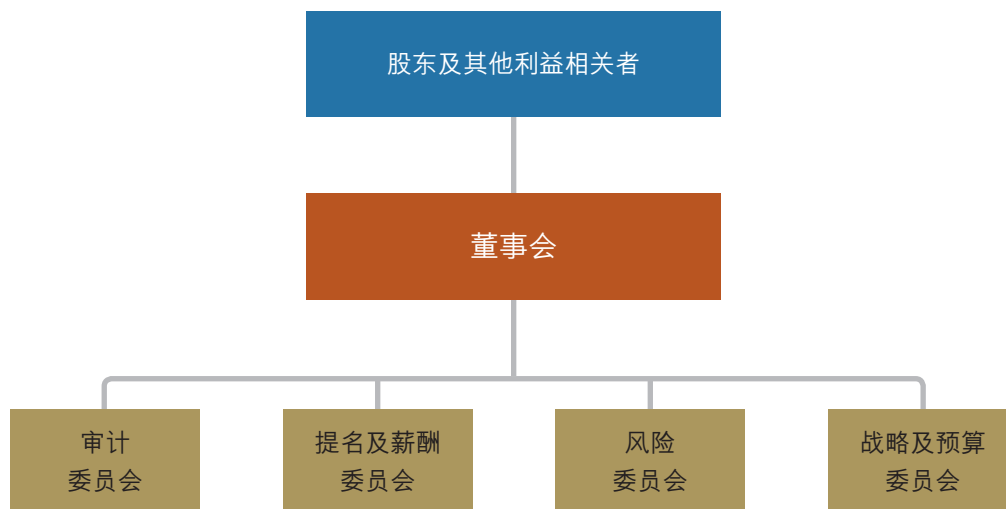 股东及其他利益相关者
董事会
审计
委员会
提名及薪酬
委员会
风险
委员会
战略及预算
委员会